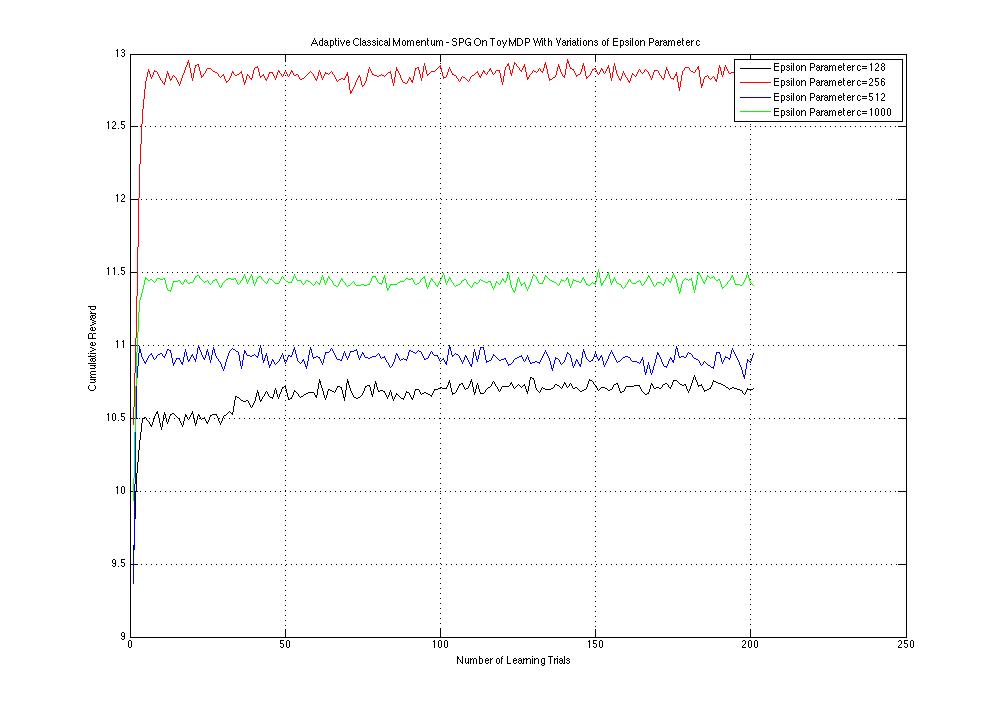 Adaptive Classical Momentum - SPG On Toy MDP With Variations of Epsilon Parameter c
13
12.5
12
11.5
11
10.5
10
9.5
9
Cumulative Reward
Epsilon Parameter c= 128
Epsilon Parameter c= 256
Epsilon Parameter c= 512
Epsilon Parameter c= 1000
0 50 100 150 200 250
Number of Learning Trials